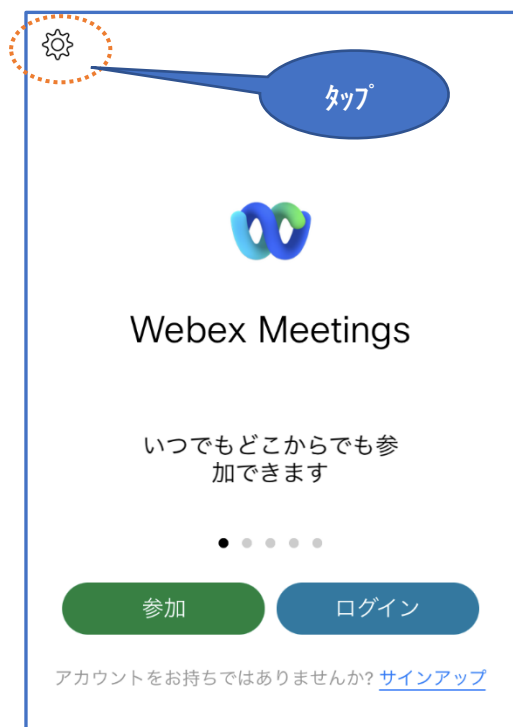 ﾀｯﾌﾟ
Webex Meetings
いつでもどこからでも参
加できます
参加
ログイン
アカウントをお持ちではありませんか? サインアップ